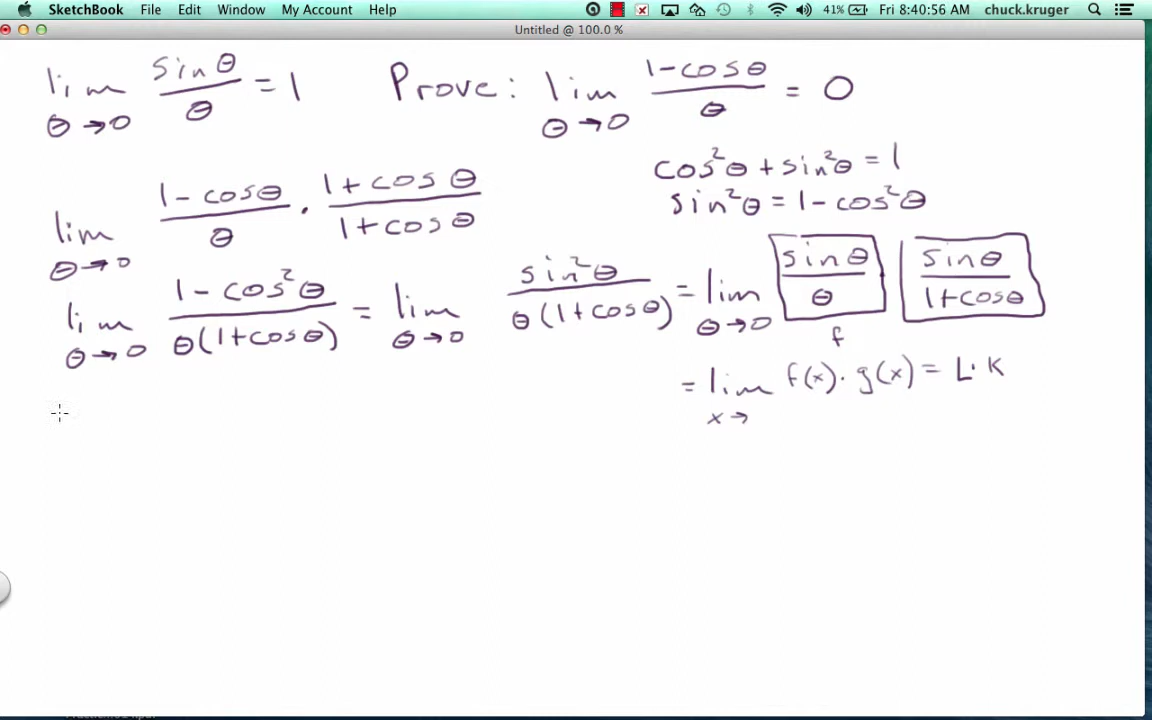 SketchBook File Edit Window My Account Help 41% Fri 8:40:56 AM chuck.kruger
Untitled @ 100.0 %
lim θ→0 sinθ/θ = 1 Prove: lim θ→0 1-cosθ/θ = 0
cos²θ + sin²θ = 1
sin²θ = 1 - cos²θ
lim θ→0 1-cosθ/θ · 1+cosθ/1+cosθ
lim θ→0 1-cos²θ/θ(1+cosθ) = lim θ→0 sin²θ/θ(1+cosθ) = lim θ→0 sinθ/θ sinθ/1+cosθ
f
= lim x→ f(x)·g(x) = L·K